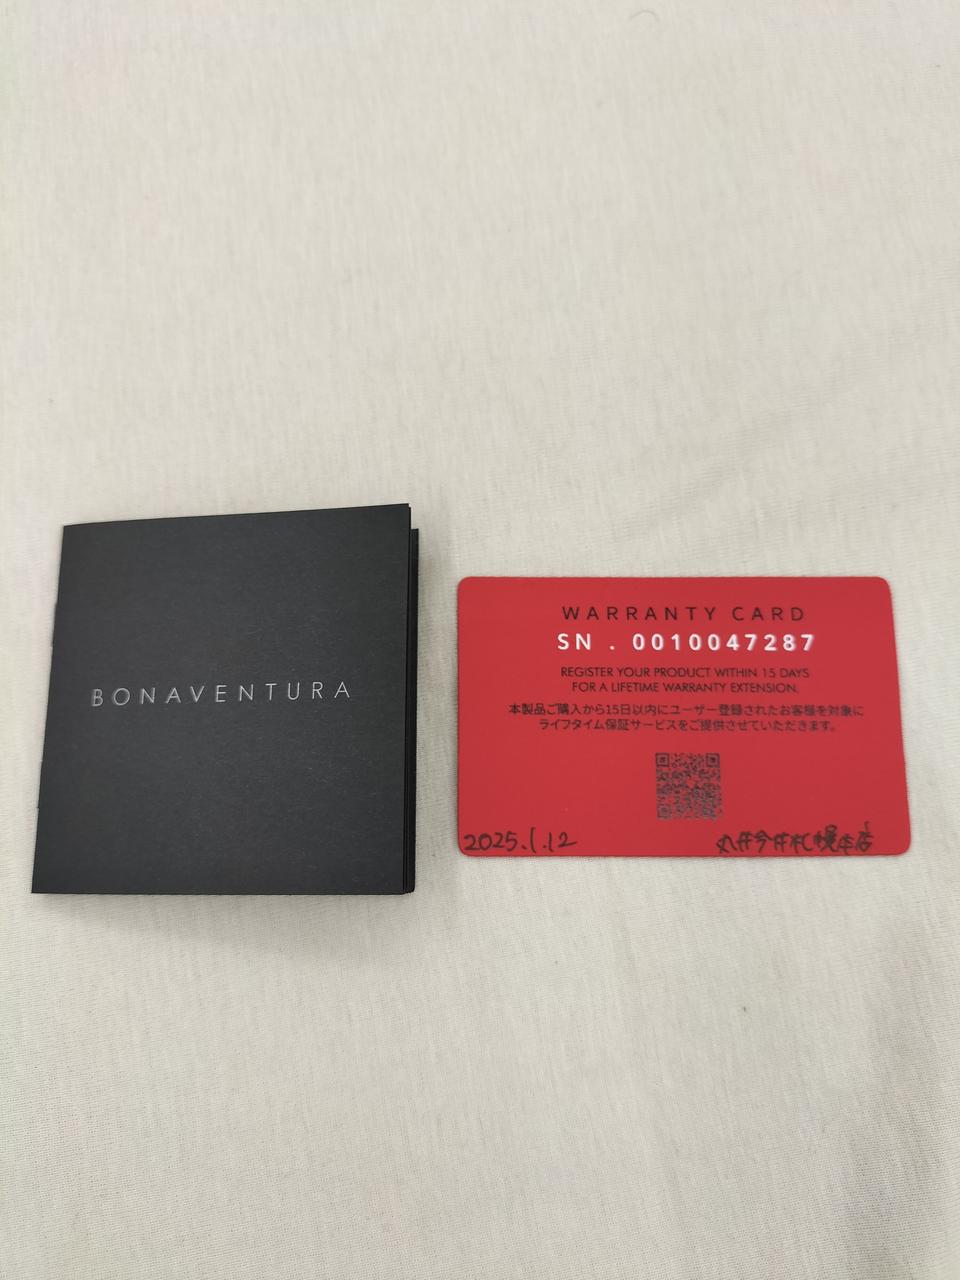 BONAVENTURA
WARRANTY CARD
SN . 0010047287
REGISTER YOUR PRODUCT WITHIN 15 DAYS
FOR A LIFETIME WARRANTY EXTENSION.
本製品ご購入から15日以内にユーザー登録されたお客様を対象に
ライフタイム保証サービスをご提供させていただきます。
2025.1.12
丸井今井札幌本店